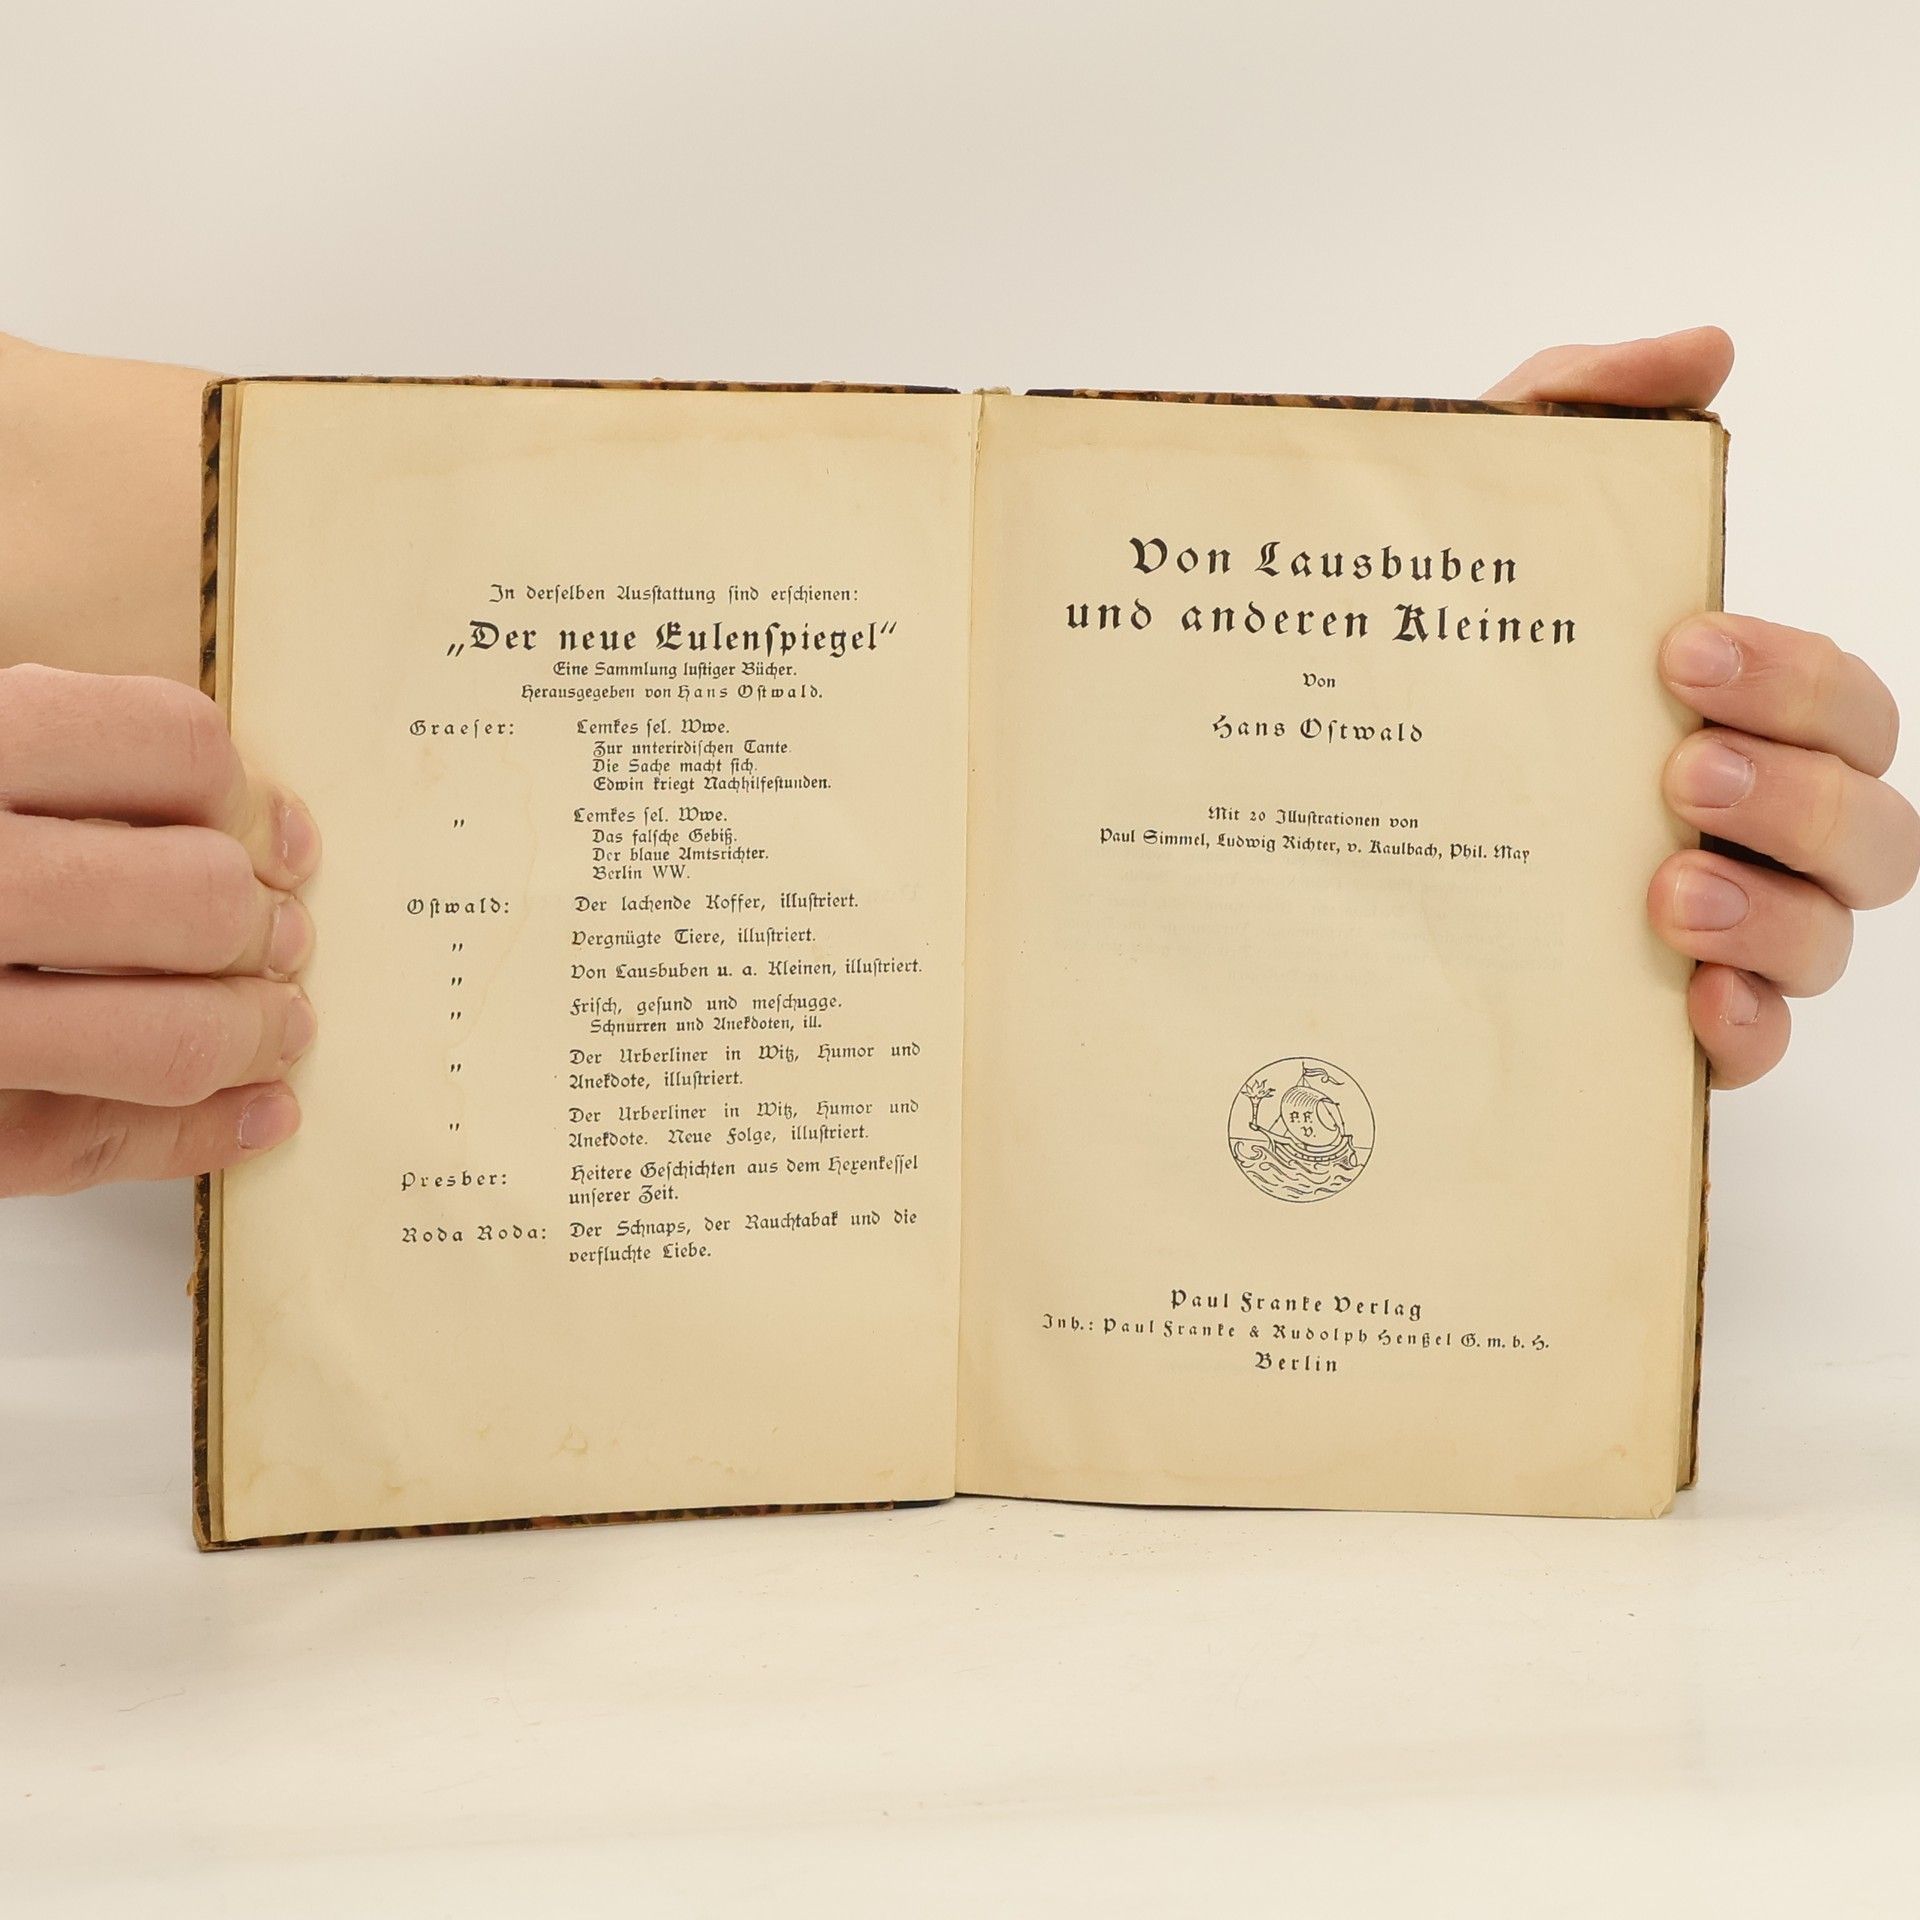 In derselben Ausstattung sind erschienen:
„Der neue Eulenspiegel“
Eine Sammlung lustiger Bücher.
Herausgegeben von Hans Ostwald.
Graeser: Lemkes sel. Wwe.
Zur unterirdischen Tante.
Die Sache macht sich.
Edwin kriegt Nachhilfestunden.
„ Lemkes sel. Wwe.
Das falsche Gebiß.
Der blaue Amtsrichter.
Berlin WW.
Ostwald: Der lachende Koffer, illustriert.
„ Vergnügte Tiere, illustriert.
„ Von Lausbuben u. a. Kleinen, illustriert.
„ Frisch, gesund und meschugge.
Schnurren und Anekdoten, ill.
„ Der Urberliner in Witz, Humor und
Anekdote, illustriert.
„ Der Urberliner in Witz, Humor und
Anekdote. Neue Folge, illustriert.
Presber: Heitere Geschichten aus dem Hexenkessel
unserer Zeit.
Roda Roda: Der Schnaps, der Rauchtabak und die
verfluchte Liebe.
Von Lausbuben
und anderen Kleinen
Von
Hans Ostwald
Mit 20 Illustrationen von
Paul Simmel, Ludwig Richter, v. Kaulbach, Phil. May
P. F.
V.
Paul Franke Verlag
Inh.: Paul Franke & Rudolph Henßel G. m. b. H.
Berlin